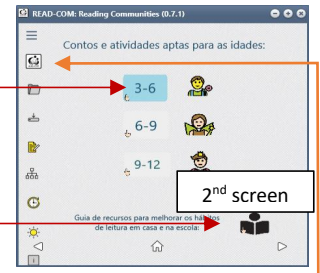 READ-COM: Reading Communities (0.7.1)
Contos e atividades aptas para as idades:
3-6
6-9
9-12
2nd screen
Guia de recursos para melhorar os hábitos
de leitura em casa e na escola: